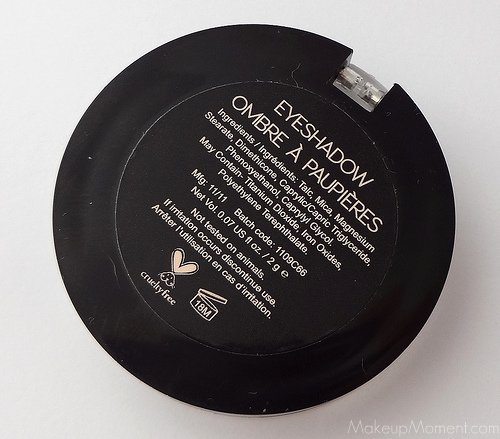 EYESHADOW
OMBRE À PAUPIÈRES
Ingredients / Ingrédients: Talc, Mica, Magnesium
Stearate, Dimethicone, Caprylic/Capric Triglyceride,
Phenoxyethanol, Caprylyl Glycol.
May Contain- Titanium Dioxide, Iron Oxides,
Polyethylene Terephthalate.
Mfg: 11/11 Batch code: 1109C66
Net Vol. 0.07 US fl oz / 2 g e
Not tested on animals.
If irritation occurs discontinue use.
Arrêter l'utilisation en cas d'irritation.
crueltyfree
18M
MakeupMoment.com